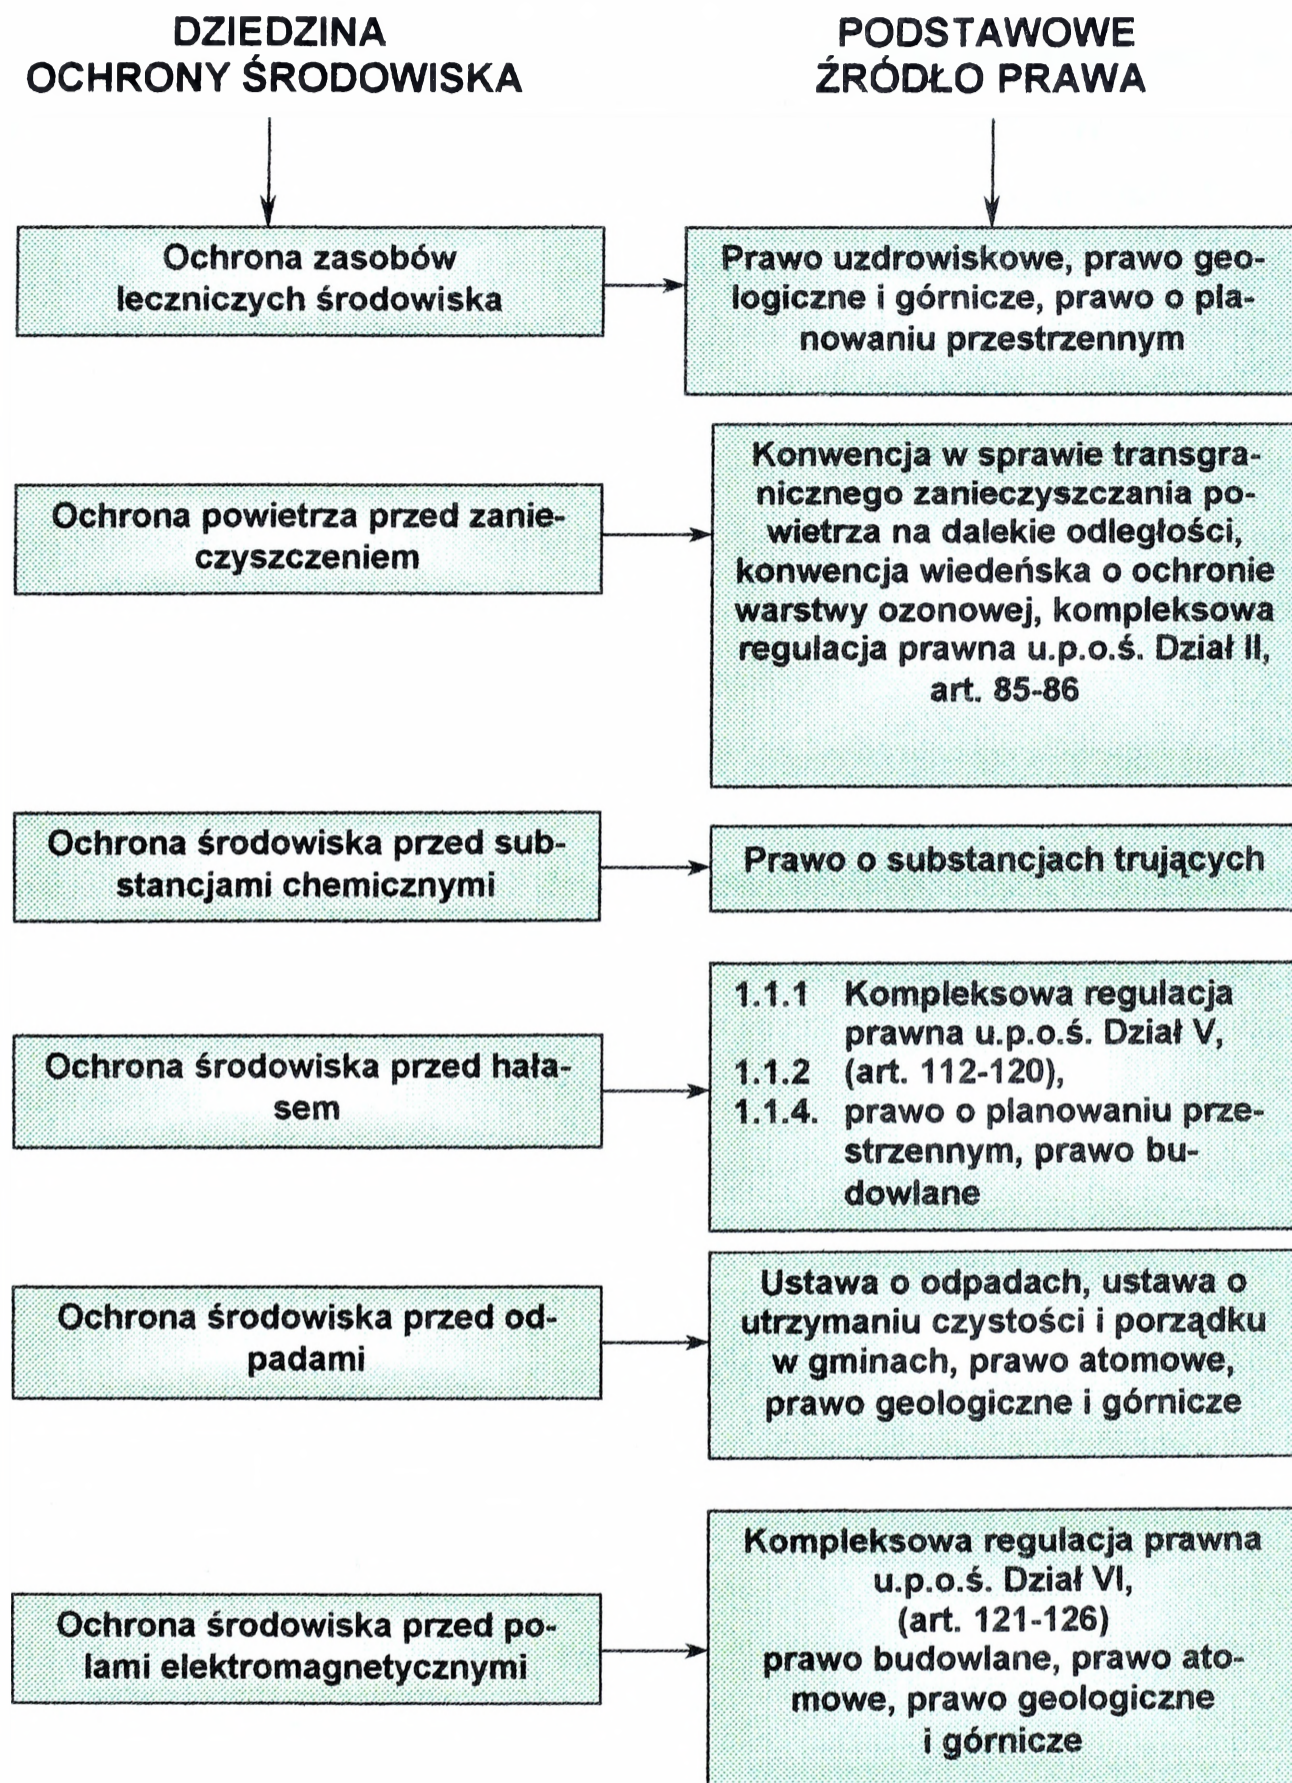 DZIEDZINA
OCHRONY ŚRODOWISKA
PODSTAWOWE
ŹRÓDŁO PRAWA
Ochrona zasobów
leczniczych środowiska
Prawo uzdrowiskowe, prawo geo-
logiczne i górnicze, prawo o pla-
nowaniu przestrzennym
Ochrona powietrza przed zanie-
czyszczeniem
Konwencja w sprawie transgra-
nicznego zanieczyszczania po-
wietrza na dalekie odległości,
konwencja wiedeńska o ochronie
warstwy ozonowej, kompleksowa
regulacja prawna u.p.o.ś. Dział II,
art. 85-86
Ochrona środowiska przed sub-
stancjami chemicznymi
Prawo o substancjach trujących
Ochrona środowiska przed hała-
sem
1.1.1 Kompleksowa regulacja
prawna u.p.o.ś. Dział V,
1.1.2 (art. 112-120),
1.1.4. prawo o planowaniu prze-
strzennym, prawo bu-
dowlane
Ochrona środowiska przed od-
padami
Ustawa o odpadach, ustawa o
utrzymaniu czystości i porządku
w gminach, prawo atomowe,
prawo geologiczne i górnicze
Ochrona środowiska przed po-
lami elektromagnetycznymi
Kompleksowa regulacja prawna
u.p.o.ś. Dział VI,
(art. 121-126)
prawo budowlane, prawo ato-
mowe, prawo geologiczne
i górnicze